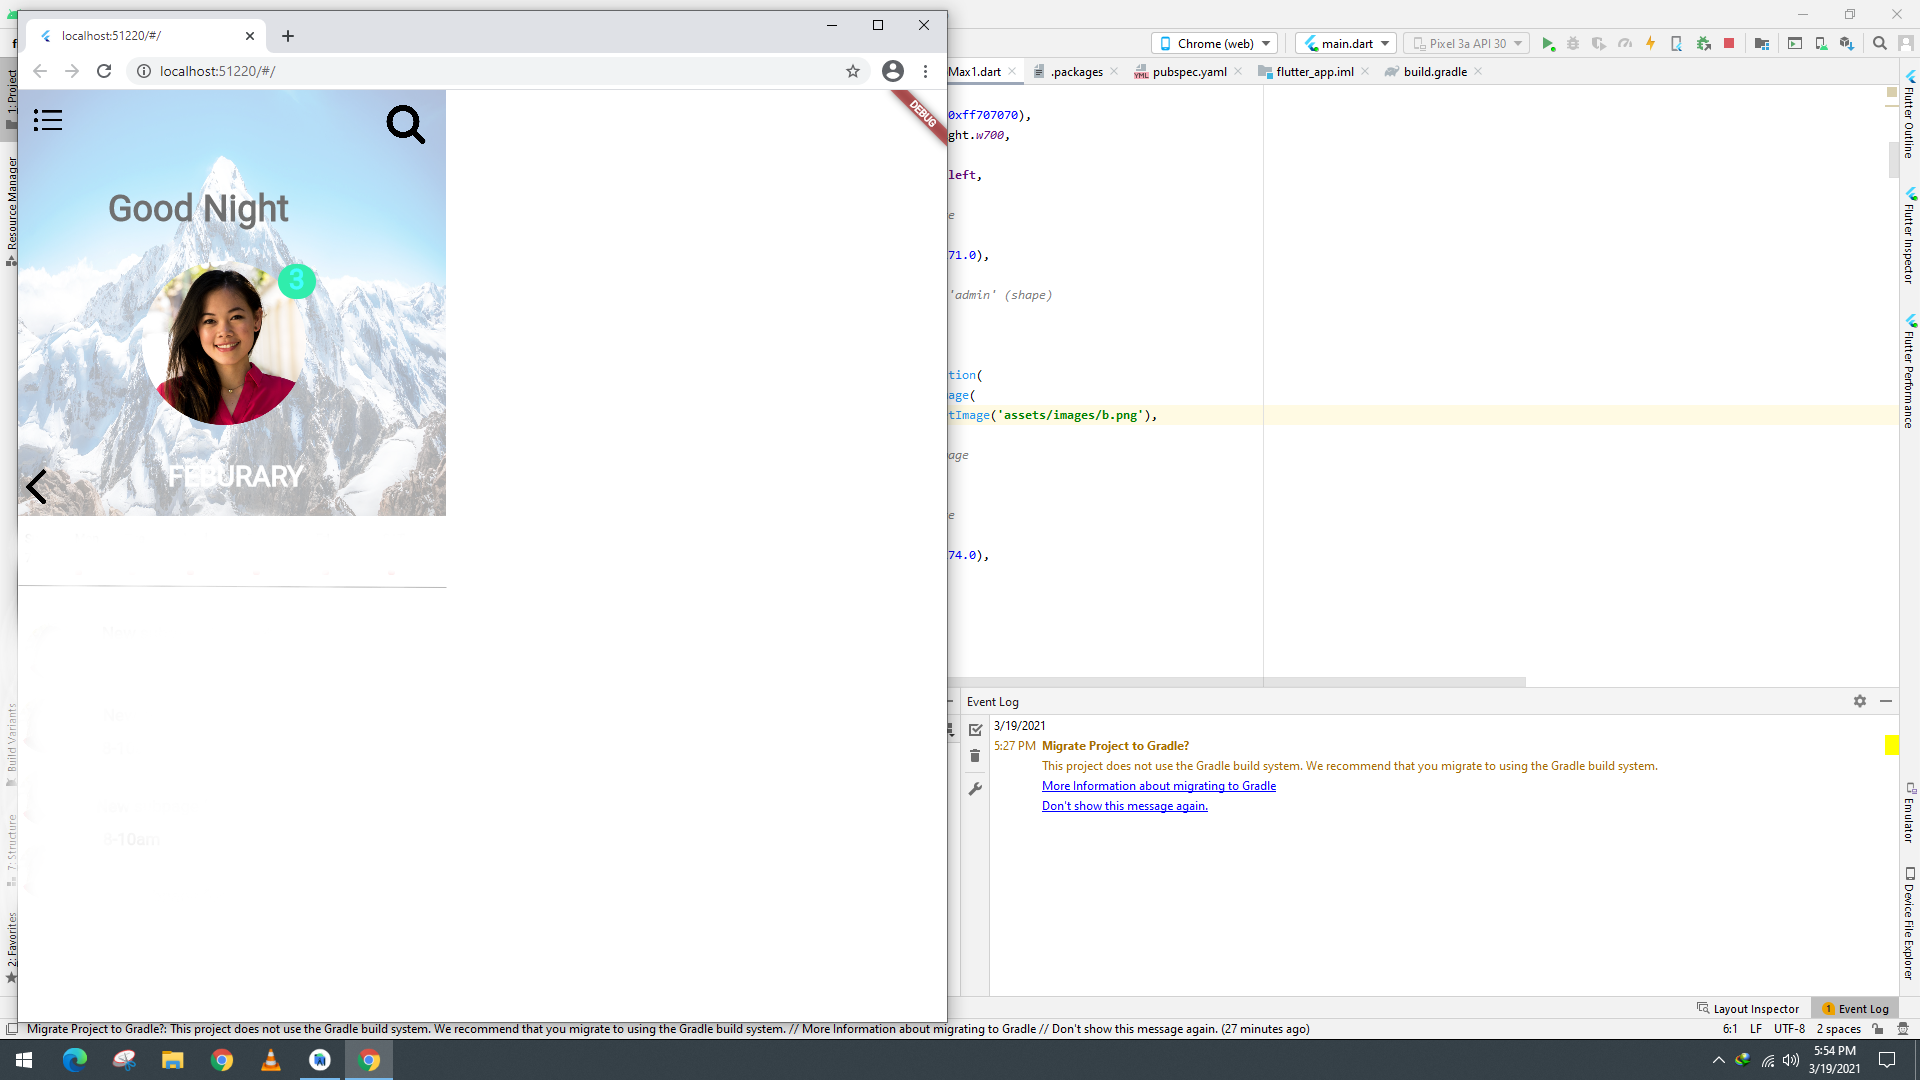 localhost:51220/#/
localhost:51220/#/
DEBUG
Good Night
3
FEBURARY
8-10am
1: Project
Resource Manager
Build Variants
7: Structure
2: Favorites
Chrome (web)
main.dart
Pixel 3a API 30
Max1.dart
.packages
YML
pubspec.yaml
flutter_app.iml
build.gradle
0xff707070),
ght.w700,
left,
e
71.0),
'admin' (shape)
tion(
age(
tImage('assets/images/b.png'),
age
e
74.0),
Flutter Outline
Flutter Inspector
Flutter Performance
Emulator
Device File Explorer
Event Log
3/19/2021
5:27 PM Migrate Project to Gradle?
This project does not use the Gradle build system. We recommend that you migrate to using the Gradle build system.
More Information about migrating to Gradle
Don't show this message again.
Layout Inspector
1 Event Log
Migrate Project to Gradle?: This project does not use the Gradle build system. We recommend that you migrate to using the Gradle build system. // More Information about migrating to Gradle // Don't show this message again. (27 minutes ago)
6:1 LF UTF-8 2 spaces
5:54 PM
3/19/2021